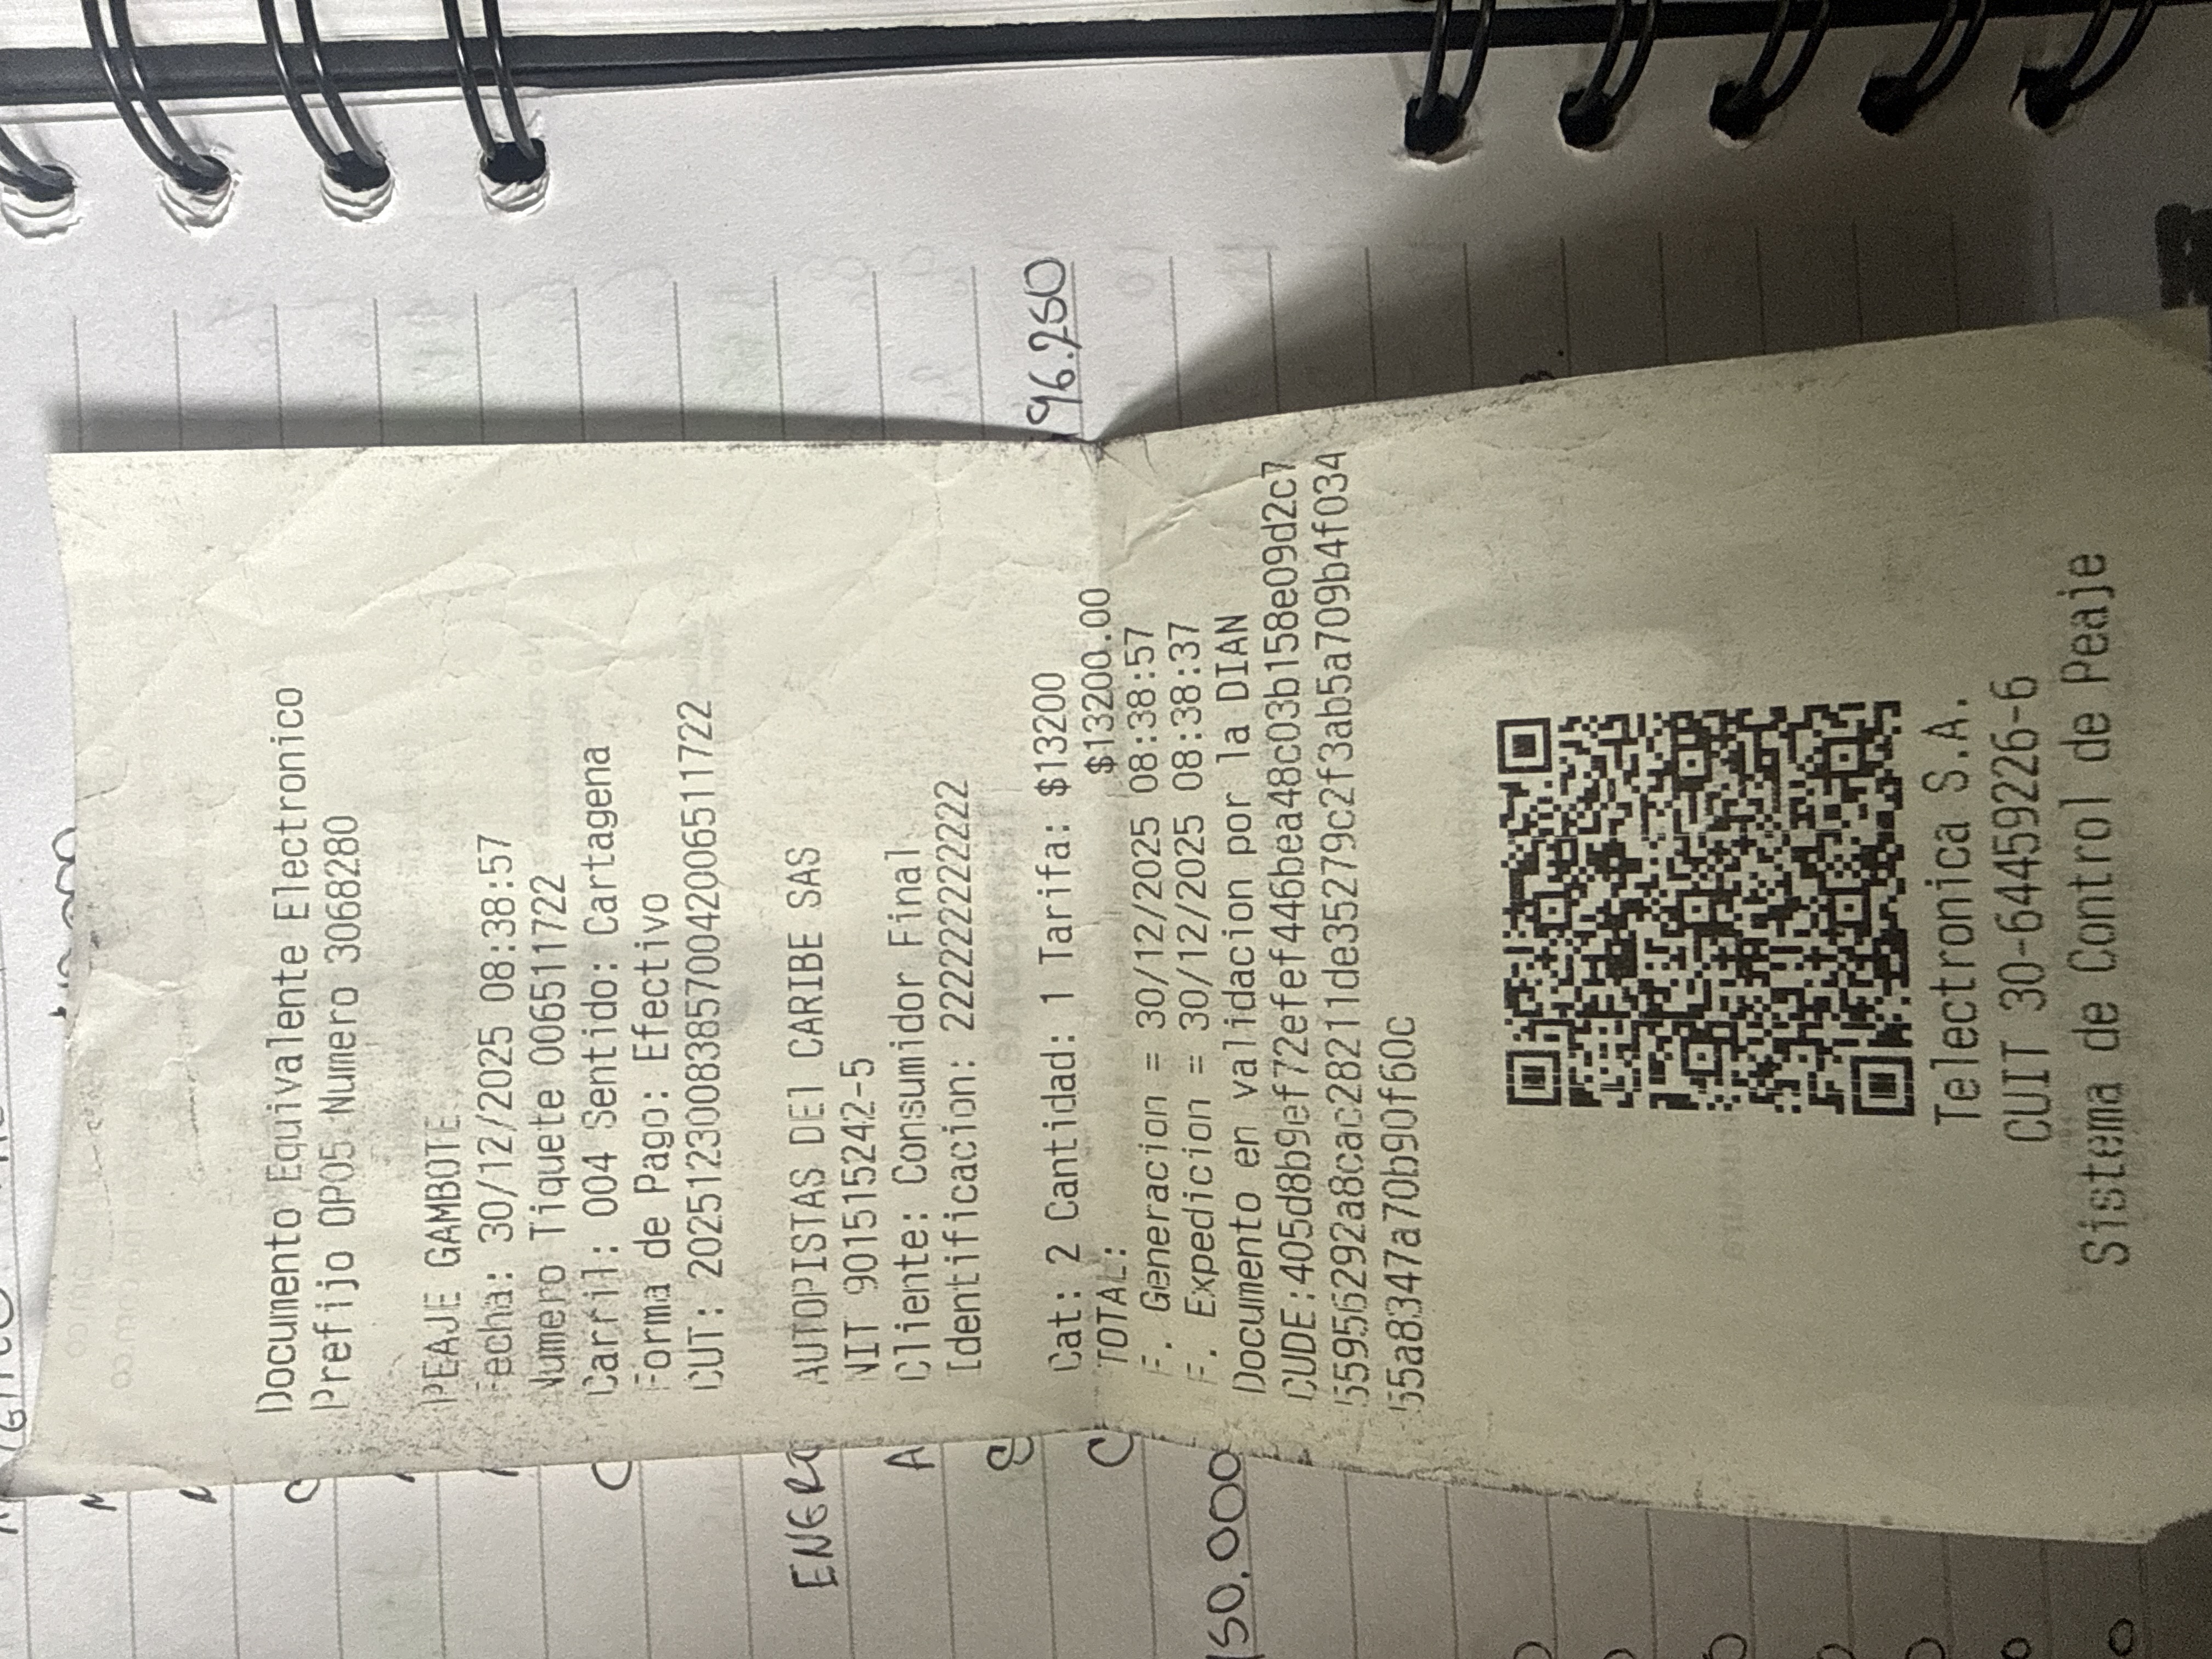 Documento Equivalente Electronico
Prefijo OP05 Numero 3068280
PEAJE GAMBOTE
Fecha: 30/12/2025 08:38:57
Numero Tiquete 006511722
Carril: 004 Sentido: Cartagena
Forma de Pago: Efectivo
CUT: 202512300838570042006511722
AUTOPISTAS DEl CARIBE SAS
NIT 901515242-5
Cliente: Consumidor Final
Identificacion: 222222222222
Cat: 2 Cantidad: 1 Tarifa: $13200
TOTAL: $13200.00
F. Generacion = 30/12/2025 08:38:57
F. Expedicion = 30/12/2025 08:38:37
Documento en validacion por la DIAN
CUDE:405d8b9ef72efef446bea48c03b158e09d2c7
55956292a8cac28211de35279c2f3ab5a709b4f034
55a8347a70b90f60c
Telectronica S.A.
CUIT 30-64459226-6
Sistema de Control de Peaje
96.250
ENERO
A
150.000